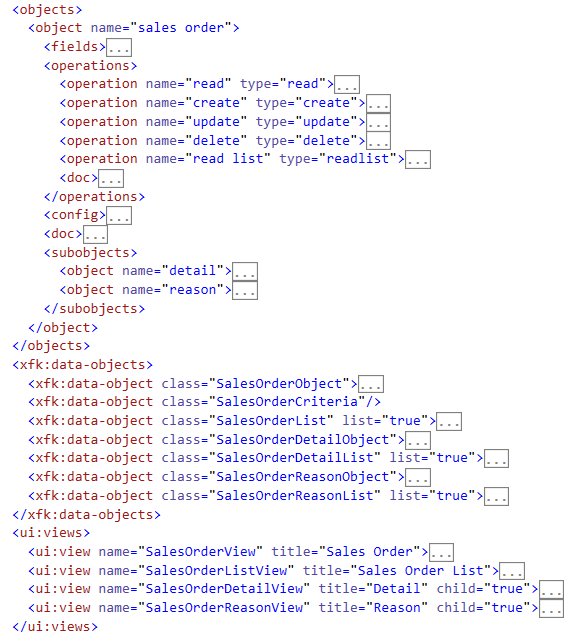 <objects>
<object name="sales order">
<fields>...
<operations>
<operation name="read" type="read">...
<operation name="create" type="create">...
<operation name="update" type="update">...
<operation name="delete" type="delete">...
<operation name="read list" type="readlist">...
<doc>...
</operations>
<config>...
<doc>...
<subobjects>
<object name="detail">...
<object name="reason">...
</subobjects>
</object>
</objects>
<xfk:data-objects>
<xfk:data-object class="SalesOrderObject">...
<xfk:data-object class="SalesOrderCriteria"/>
<xfk:data-object class="SalesOrderList" list="true">...
<xfk:data-object class="SalesOrderDetailObject">...
<xfk:data-object class="SalesOrderDetailList" list="true">...
<xfk:data-object class="SalesOrderReasonObject">...
<xfk:data-object class="SalesOrderReasonList" list="true">...
</xfk:data-objects>
<ui:views>
<ui:view name="SalesOrderView" title="Sales Order">...
<ui:view name="SalesOrderListView" title="Sales Order List">...
<ui:view name="SalesOrderDetailView" title="Detail" child="true">...
<ui:view name="SalesOrderReasonView" title="Reason" child="true">...
</ui:views>